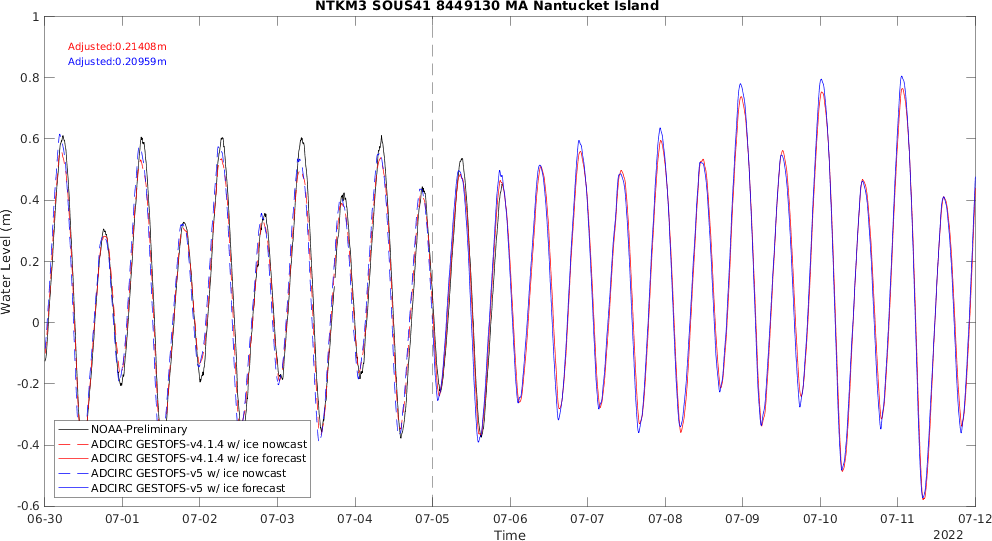 NTKM3 SOUS41 8449130 MA Nantucket Island
Adjusted:0.21408m
Adjusted:0.20959m
1
0.8
0.6
0.4
0.2
0
-0.2
-0.4
-0.6
Water Level (m)
NOAA-Preliminary
ADCIRC GESTOFS-v4.1.4 w/ ice nowcast
ADCIRC GESTOFS-v4.1.4 w/ ice forecast
ADCIRC GESTOFS-v5 w/ ice nowcast
ADCIRC GESTOFS-v5 w/ ice forecast
06-30 07-01 07-02 07-03 07-04 07-05 07-06 07-07 07-08 07-09 07-10 07-11 07-12
Time
2022